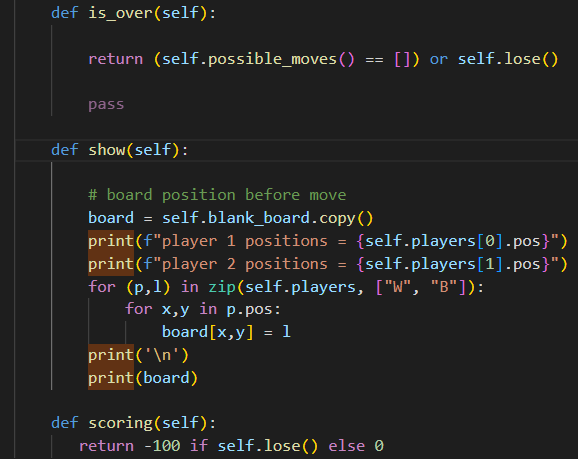 def is_over(self):
return (self.possible_moves() == []) or self.lose()
pass
def show(self):
# board position before move
board = self.blank_board.copy()
print(f"player 1 positions = {self.players[0].pos}")
print(f"player 2 positions = {self.players[1].pos}")
for (p,l) in zip(self.players, ["W", "B"]):
for x,y in p.pos:
board[x,y] = l
print('\n')
print(board)
def scoring(self):
return -100 if self.lose() else 0